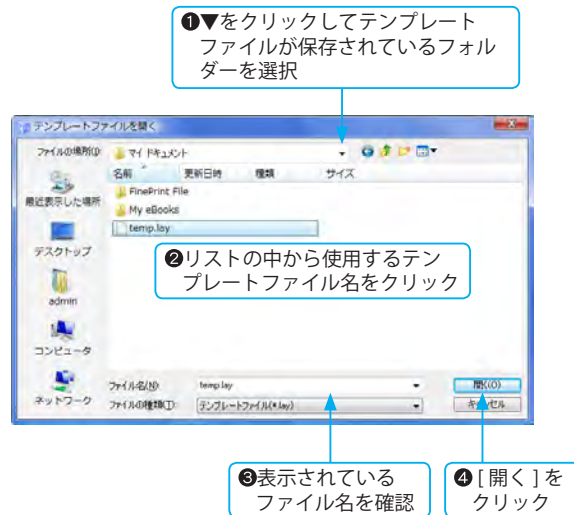 ❶▼をクリックしてテンプレート
ファイルが保存されているフォル
ダーを選択
テンプレートファイルを開く
ファイルの場所(I):
マイ ドキュメント
名前 更新日時 種類 サイズ
FinePrint File
My eBooks
temp.lay
最近表示した場所
デスクトップ
admin
コンピュータ
ネットワーク
❷リストの中から使用するテン
プレートファイル名をクリック
ファイル名(N): temp.lay
開く(O)
ファイルの種類(T): テンプレートファイル(*.lay)
キャンセル
❸表示されている
ファイル名を確認
❹[ 開く ] を
クリック